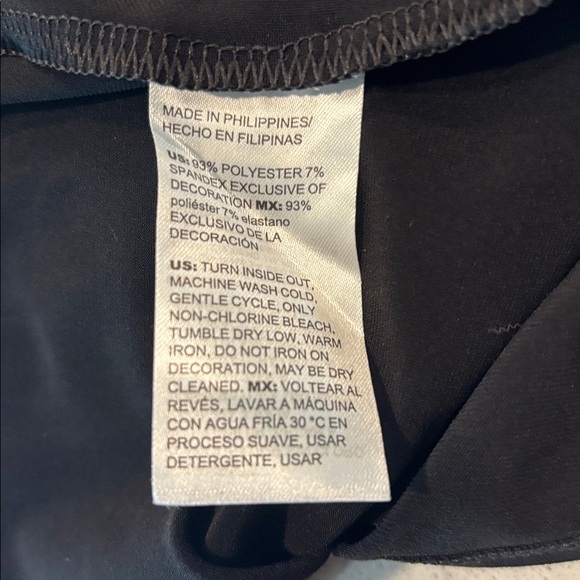 MADE IN PHILIPPINES/
HECHO EN FILIPINAS
US: 93% POLYESTER 7%
SPANDEX EXCLUSIVE OF
DECORATION MX: 93%
poliéster 7% elastano
EXCLUSIVO DE LA
DECORACIÓN
US: TURN INSIDE OUT,
MACHINE WASH COLD,
GENTLE CYCLE, ONLY
NON-CHLORINE BLEACH,
TUMBLE DRY LOW, WARM
IRON, DO NOT IRON ON
DECORATION, MAY BE DRY
CLEANED. MX: VOLTEAR AL
REVÉS, LAVAR A MÁQUINA
CON AGUA FRÍA 30 °C EN
PROCESO SUAVE, USAR
DETERGENTE, USAR